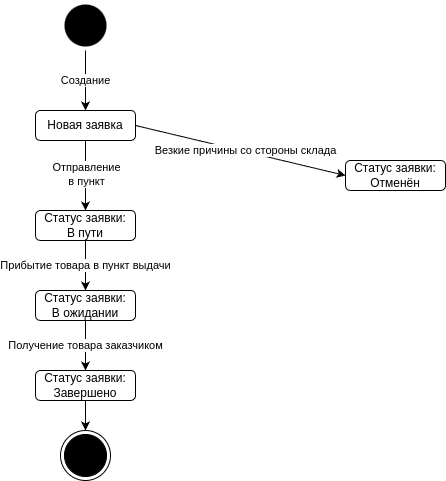 Создание
Новая заявка
Везкие причины со стороны склада
Статус заявки:
Отменён
Отправление
в пункт
Статус заявки:
В пути
Прибытие товара в пункт выдачи
Статус заявки:
В ожидании
Получение товара заказчиком
Статус заявки:
Завершено